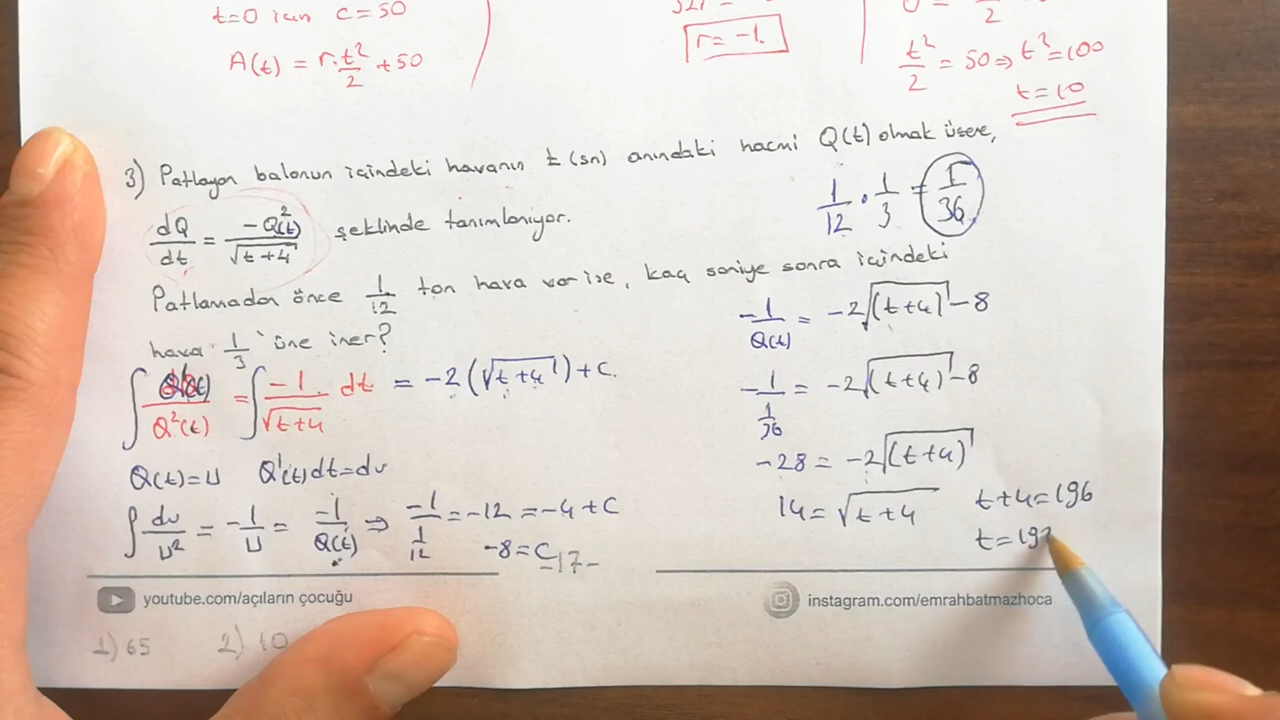 t=0 için c=50
A(t) = r.t²/2 +50
r=-1.
t²/2 = 50 ⇒ t²=100
t=10
3) Patlayan balonun içindeki havanın t (sn) anındaki hacmi Q(t) olmak üzere,
dQ/dt = -Q²(t)/√t+4 şeklinde tanımlanıyor.
1/12 · 1/3 = 1/36
Patlamadan önce 1/12 ton hava var ise, kaç saniye sonra içindeki
hava 1/3 'üne iner?
∫ /Q²(t) = ∫ -1/√t+4 dt = -2(√t+4)+c.
Q(t)=u Q'(t)dt=du
∫ du/u² = -1/u = -1/Q(t) ⇒ -1/(1/12) = -12 = -4+c
-8=c
-17-
-1/Q(t) = -2√(t+4) -8
-1/(1/36) = -2√(t+4) -8
-28 = -2√(t+4)
14=√t+4 t+4=196
t=19
youtube.com/açıların çocuğu
instagram.com/emrahbatmazhoca
1) 65 2) 10